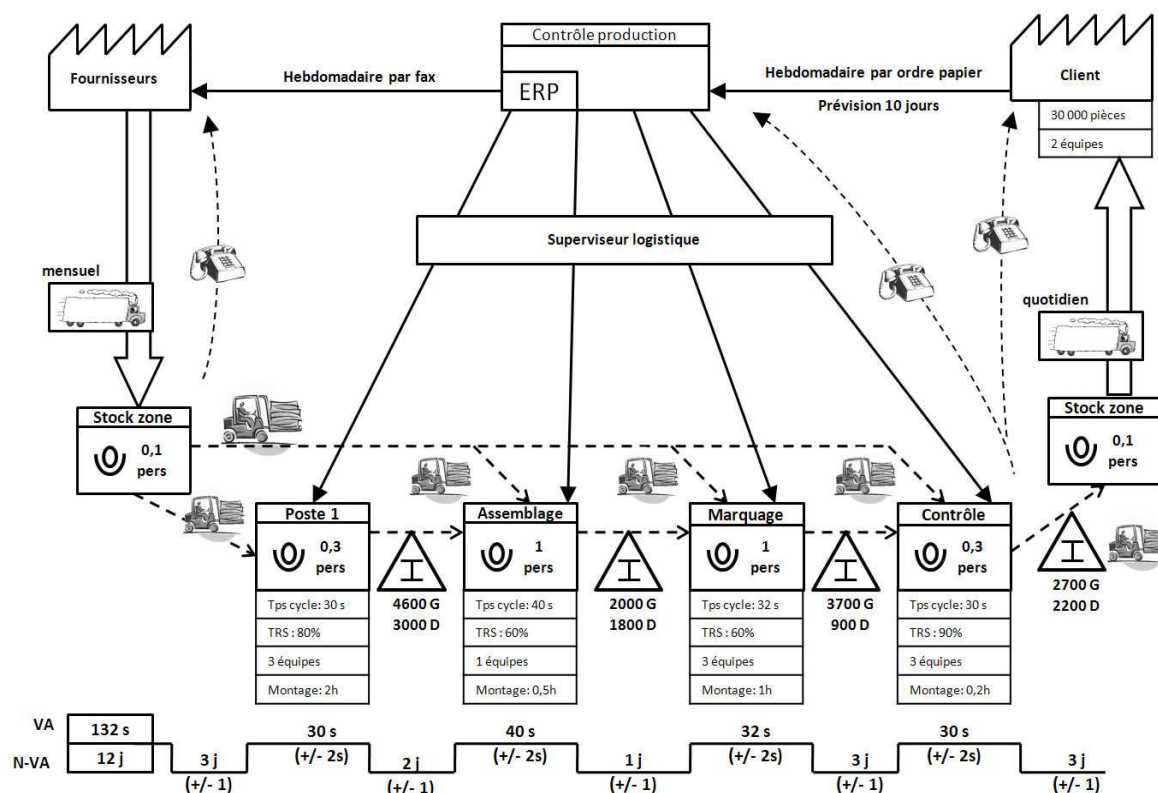 Contrôle production
ERP
Fournisseurs
Hebdomadaire par fax
Hebdomadaire par ordre papier
Prévision 10 jours
Client
30 000 pièces
2 équipes
Superviseur logistique
mensuel
quotidien
Stock zone
0,1
pers
Stock zone
0,1
pers
Poste 1
0,3
pers
Tps cycle: 30 s
TRS : 80%
3 équipes
Montage: 2h
4600 G
3000 D
Assemblage
1
pers
Tps cycle: 40 s
TRS : 60%
1 équipes
Montage: 0,5h
2000 G
1800 D
Marquage
1
pers
Tps cycle: 32 s
TRS : 60%
3 équipes
Montage: 1h
3700 G
900 D
Contrôle
0,3
pers
Tps cycle: 30 s
TRS : 90%
3 équipes
Montage: 0,2h
2700 G
2200 D
VA
132 s
N-VA
12 j
3 j
(+/- 1)
30 s
(+/- 2s)
2 j
(+/- 1)
40 s
(+/- 2s)
1 j
(+/- 1)
32 s
(+/- 2s)
3 j
(+/- 1)
30 s
(+/- 2s)
3 j
(+/- 1)